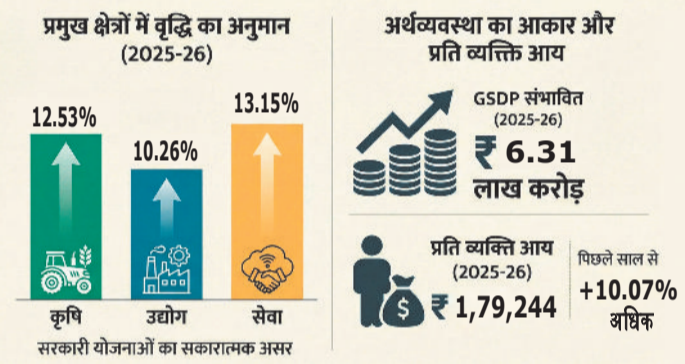 प्रमुख क्षेत्रों में वृद्धि का अनुमान
(2025-26)
12.53%
10.26%
13.15%
कृषि
उद्योग
सेवा
सरकारी योजनाओं का सकारात्मक असर
अर्थव्यवस्था का आकार और
प्रति व्यक्ति आय
GSDP संभावित
(2025-26)
₹ 6.31
लाख करोड़
प्रति व्यक्ति आय
(2025-26)
₹ 1,79,244
पिछले साल से
+10.07%
अधिक
$